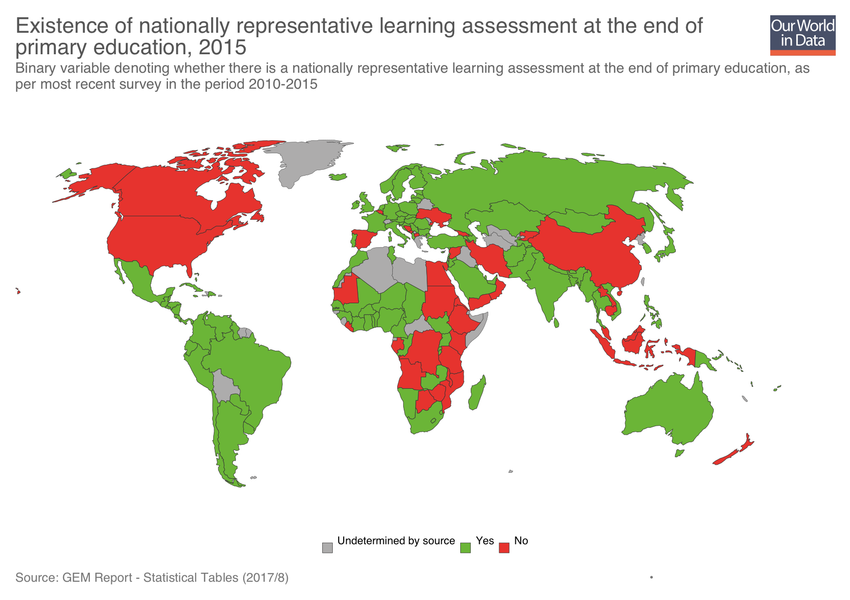 Existence of nationally representative learning assessment at the end of
primary education, 2015
Our World
in Data
Binary variable denoting whether there is a nationally representative learning assessment at the end of primary education, as
per most recent survey in the period 2010-2015
Undetermined by source Yes No
Source: GEM Report - Statistical Tables (2017/8)